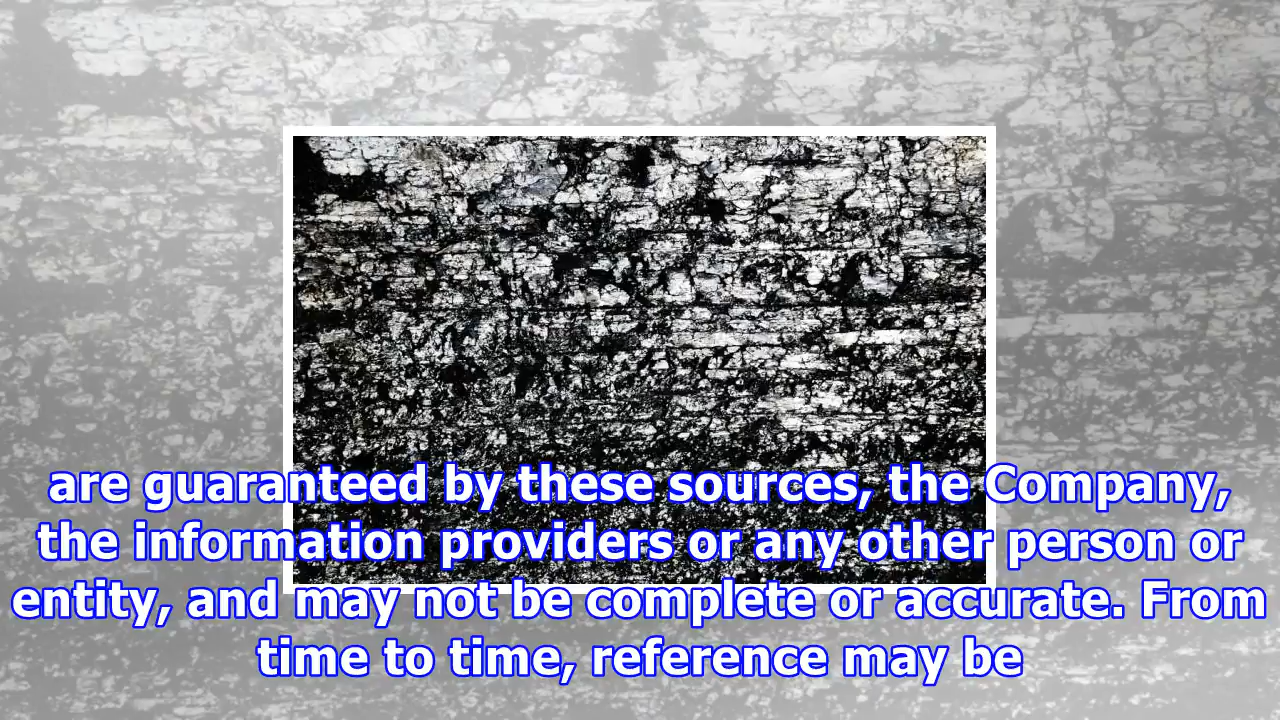 are guaranteed by these sources, the Company,
the information providers or any other person or
entity, and may not be complete or accurate. From
time to time, reference may be